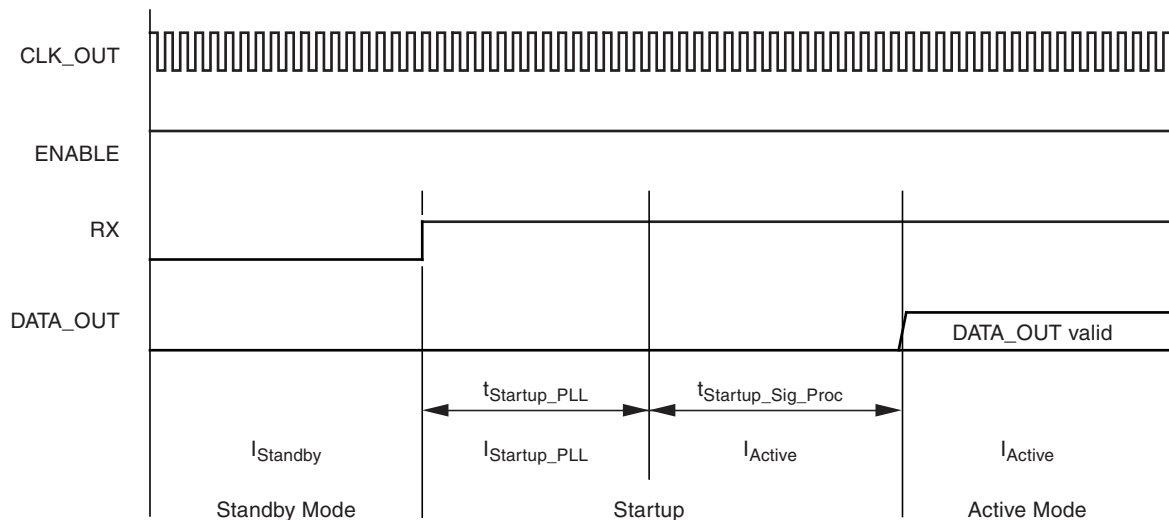 CLK_OUT
ENABLE
RX
DATA_OUT
DATA_OUT valid
tStartup_PLL
tStartup_Sig_Proc
IStandby
IStartup_PLL
IActive
IActive
Standby Mode
Startup
Active Mode